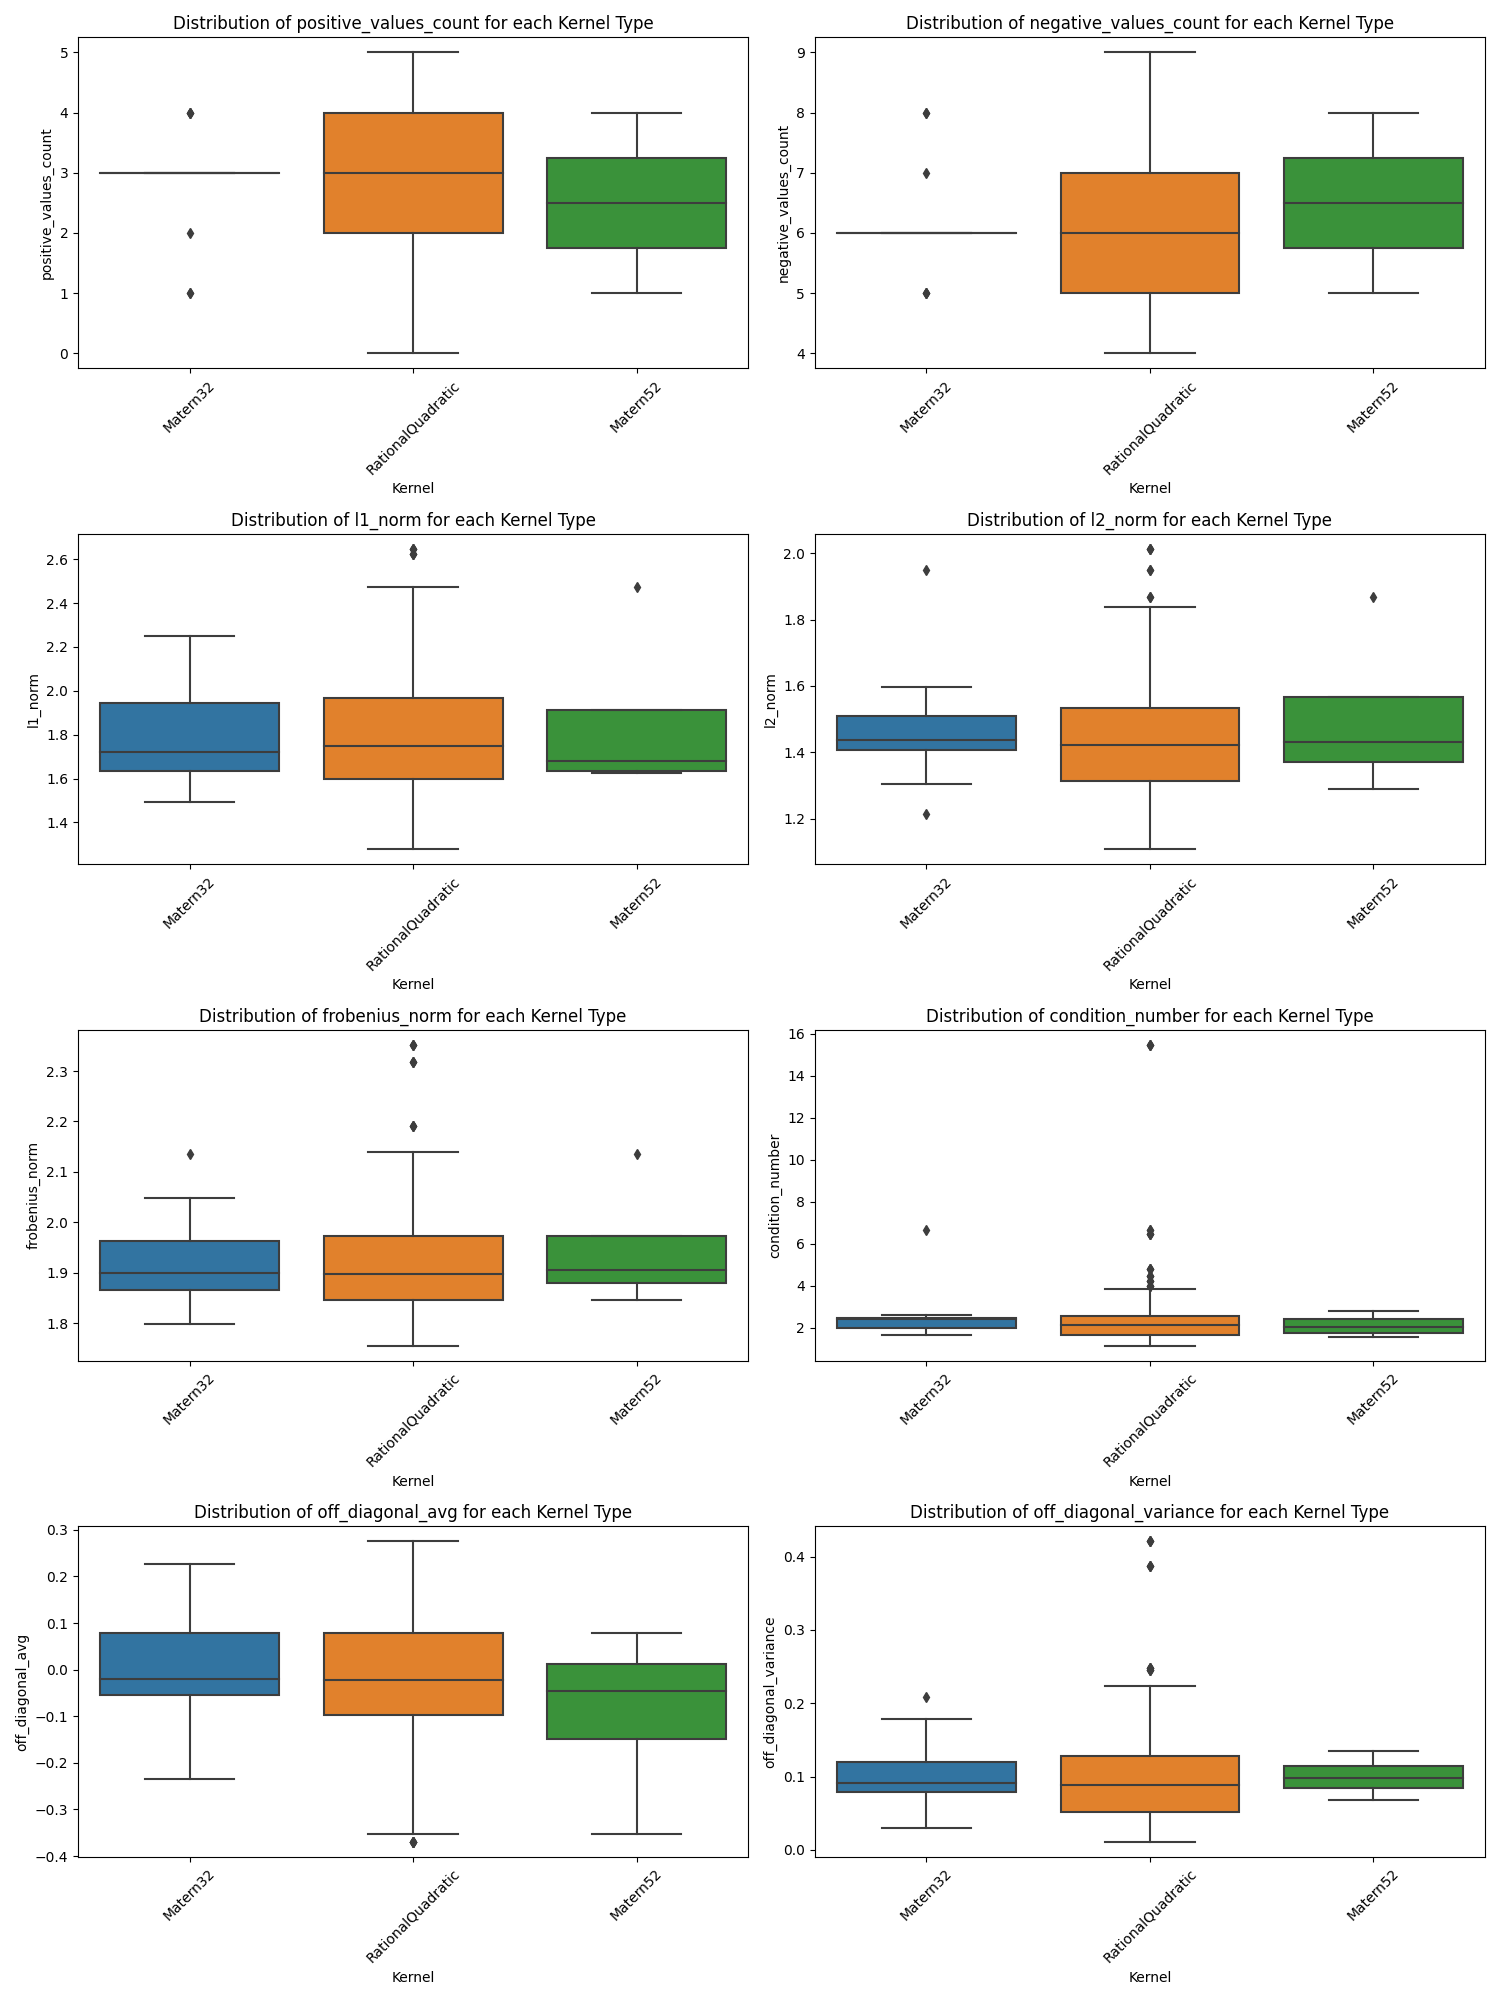 Distribution of positive_values_count for each Kernel Type
positive_values_count
5
4
3
2
1
0
Matern32
RationalQuadratic
Matern52
Kernel
Distribution of negative_values_count for each Kernel Type
negative_values_count
9
8
7
6
5
4
Matern32
RationalQuadratic
Matern52
Kernel
Distribution of l1_norm for each Kernel Type
l1_norm
2.6
2.4
2.2
2.0
1.8
1.6
1.4
Matern32
RationalQuadratic
Matern52
Kernel
Distribution of l2_norm for each Kernel Type
l2_norm
2.0
1.8
1.6
1.4
1.2
Matern32
RationalQuadratic
Matern52
Kernel
Distribution of frobenius_norm for each Kernel Type
frobenius_norm
2.3
2.2
2.1
2.0
1.9
1.8
Matern32
RationalQuadratic
Matern52
Kernel
Distribution of condition_number for each Kernel Type
condition_number
16
14
12
10
8
6
4
2
Matern32
RationalQuadratic
Matern52
Kernel
Distribution of off_diagonal_avg for each Kernel Type
off_diagonal_avg
0.3
0.2
0.1
0.0
−0.1
−0.2
−0.3
−0.4
Matern32
RationalQuadratic
Matern52
Kernel
Distribution of off_diagonal_variance for each Kernel Type
off_diagonal_variance
0.4
0.3
0.2
0.1
0.0
Matern32
RationalQuadratic
Matern52
Kernel